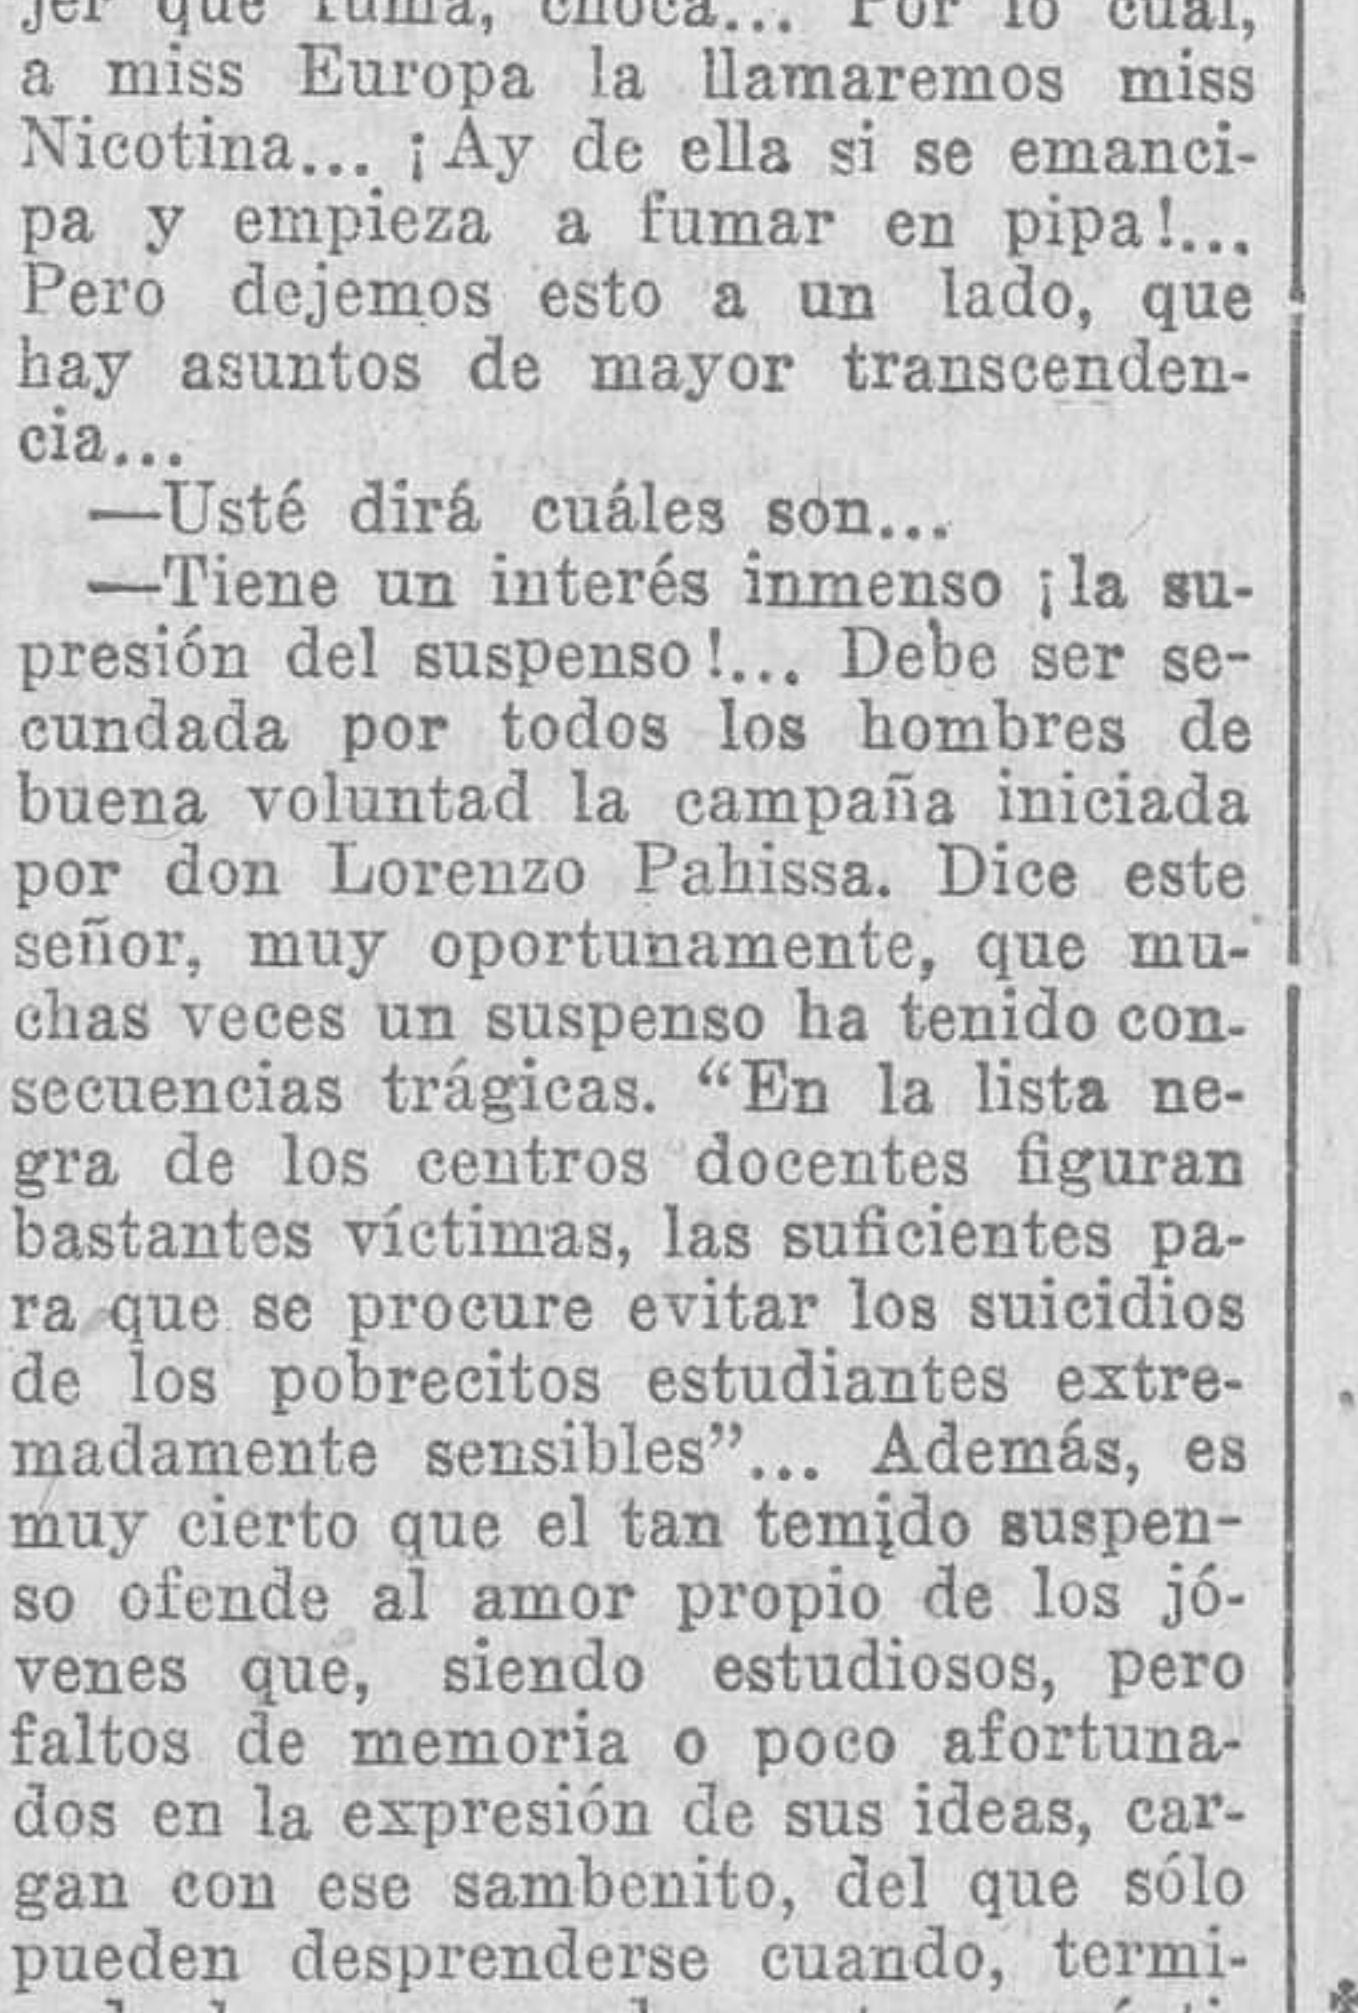 jer que fuma, choca... Por lo cual,
a miss Europa la llamaremos miss
Nicotina... ¡Ay de ella si se emanci-
pa y empieza a fumar en pipa!...
Pero dejemos esto a un lado, que
hay asuntos de mayor transcenden-
cia...
—Usté dirá cuáles son...
—Tiene un interés inmenso ¡la su-
presión del suspenso!... Debe ser se-
cundada por todos los hombres de
buena voluntad la campaña iniciada
por don Lorenzo Pahissa. Dice este
señor, muy oportunamente, que mu-
chas veces un suspenso ha tenido con-
secuencias trágicas. “En la lista ne-
gra de los centros docentes figuran
bastantes víctimas, las suficientes pa-
ra que se procure evitar los suicidios
de los pobrecitos estudiantes extre-
madamente sensibles”... Además, es
muy cierto que el tan temido suspen-
so ofende al amor propio de los jó-
venes que, siendo estudiosos, pero
faltos de memoria o poco afortuna-
dos en la expresión de sus ideas, car-
gan con ese sambenito, del que sólo
pueden desprenderse cuando, termi-